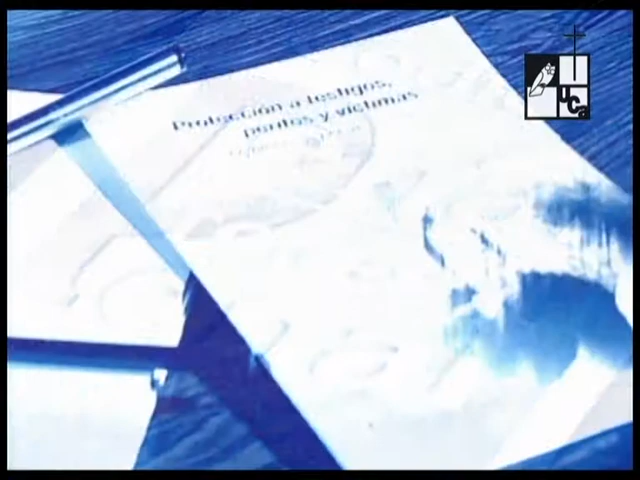 Protección a testigos,
peritos y víctimas
uca